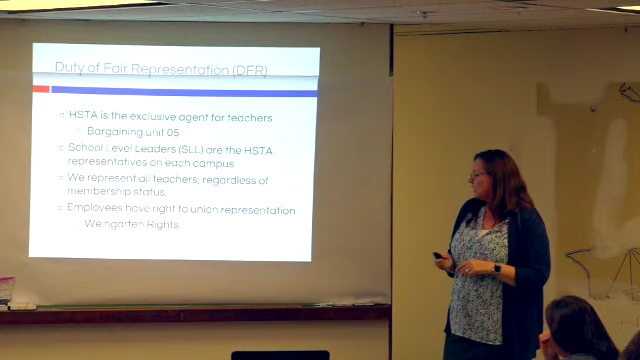 Duty of Fair Representation (DFR)
HSTA is the exclusive agent for teachers
Bargaining unit 05
School Level Leaders (SLL) are the HSTA
representatives on each campus
We represent all teachers, regardless of
membership status.
Employees have right to union representation
Weingarten Rights